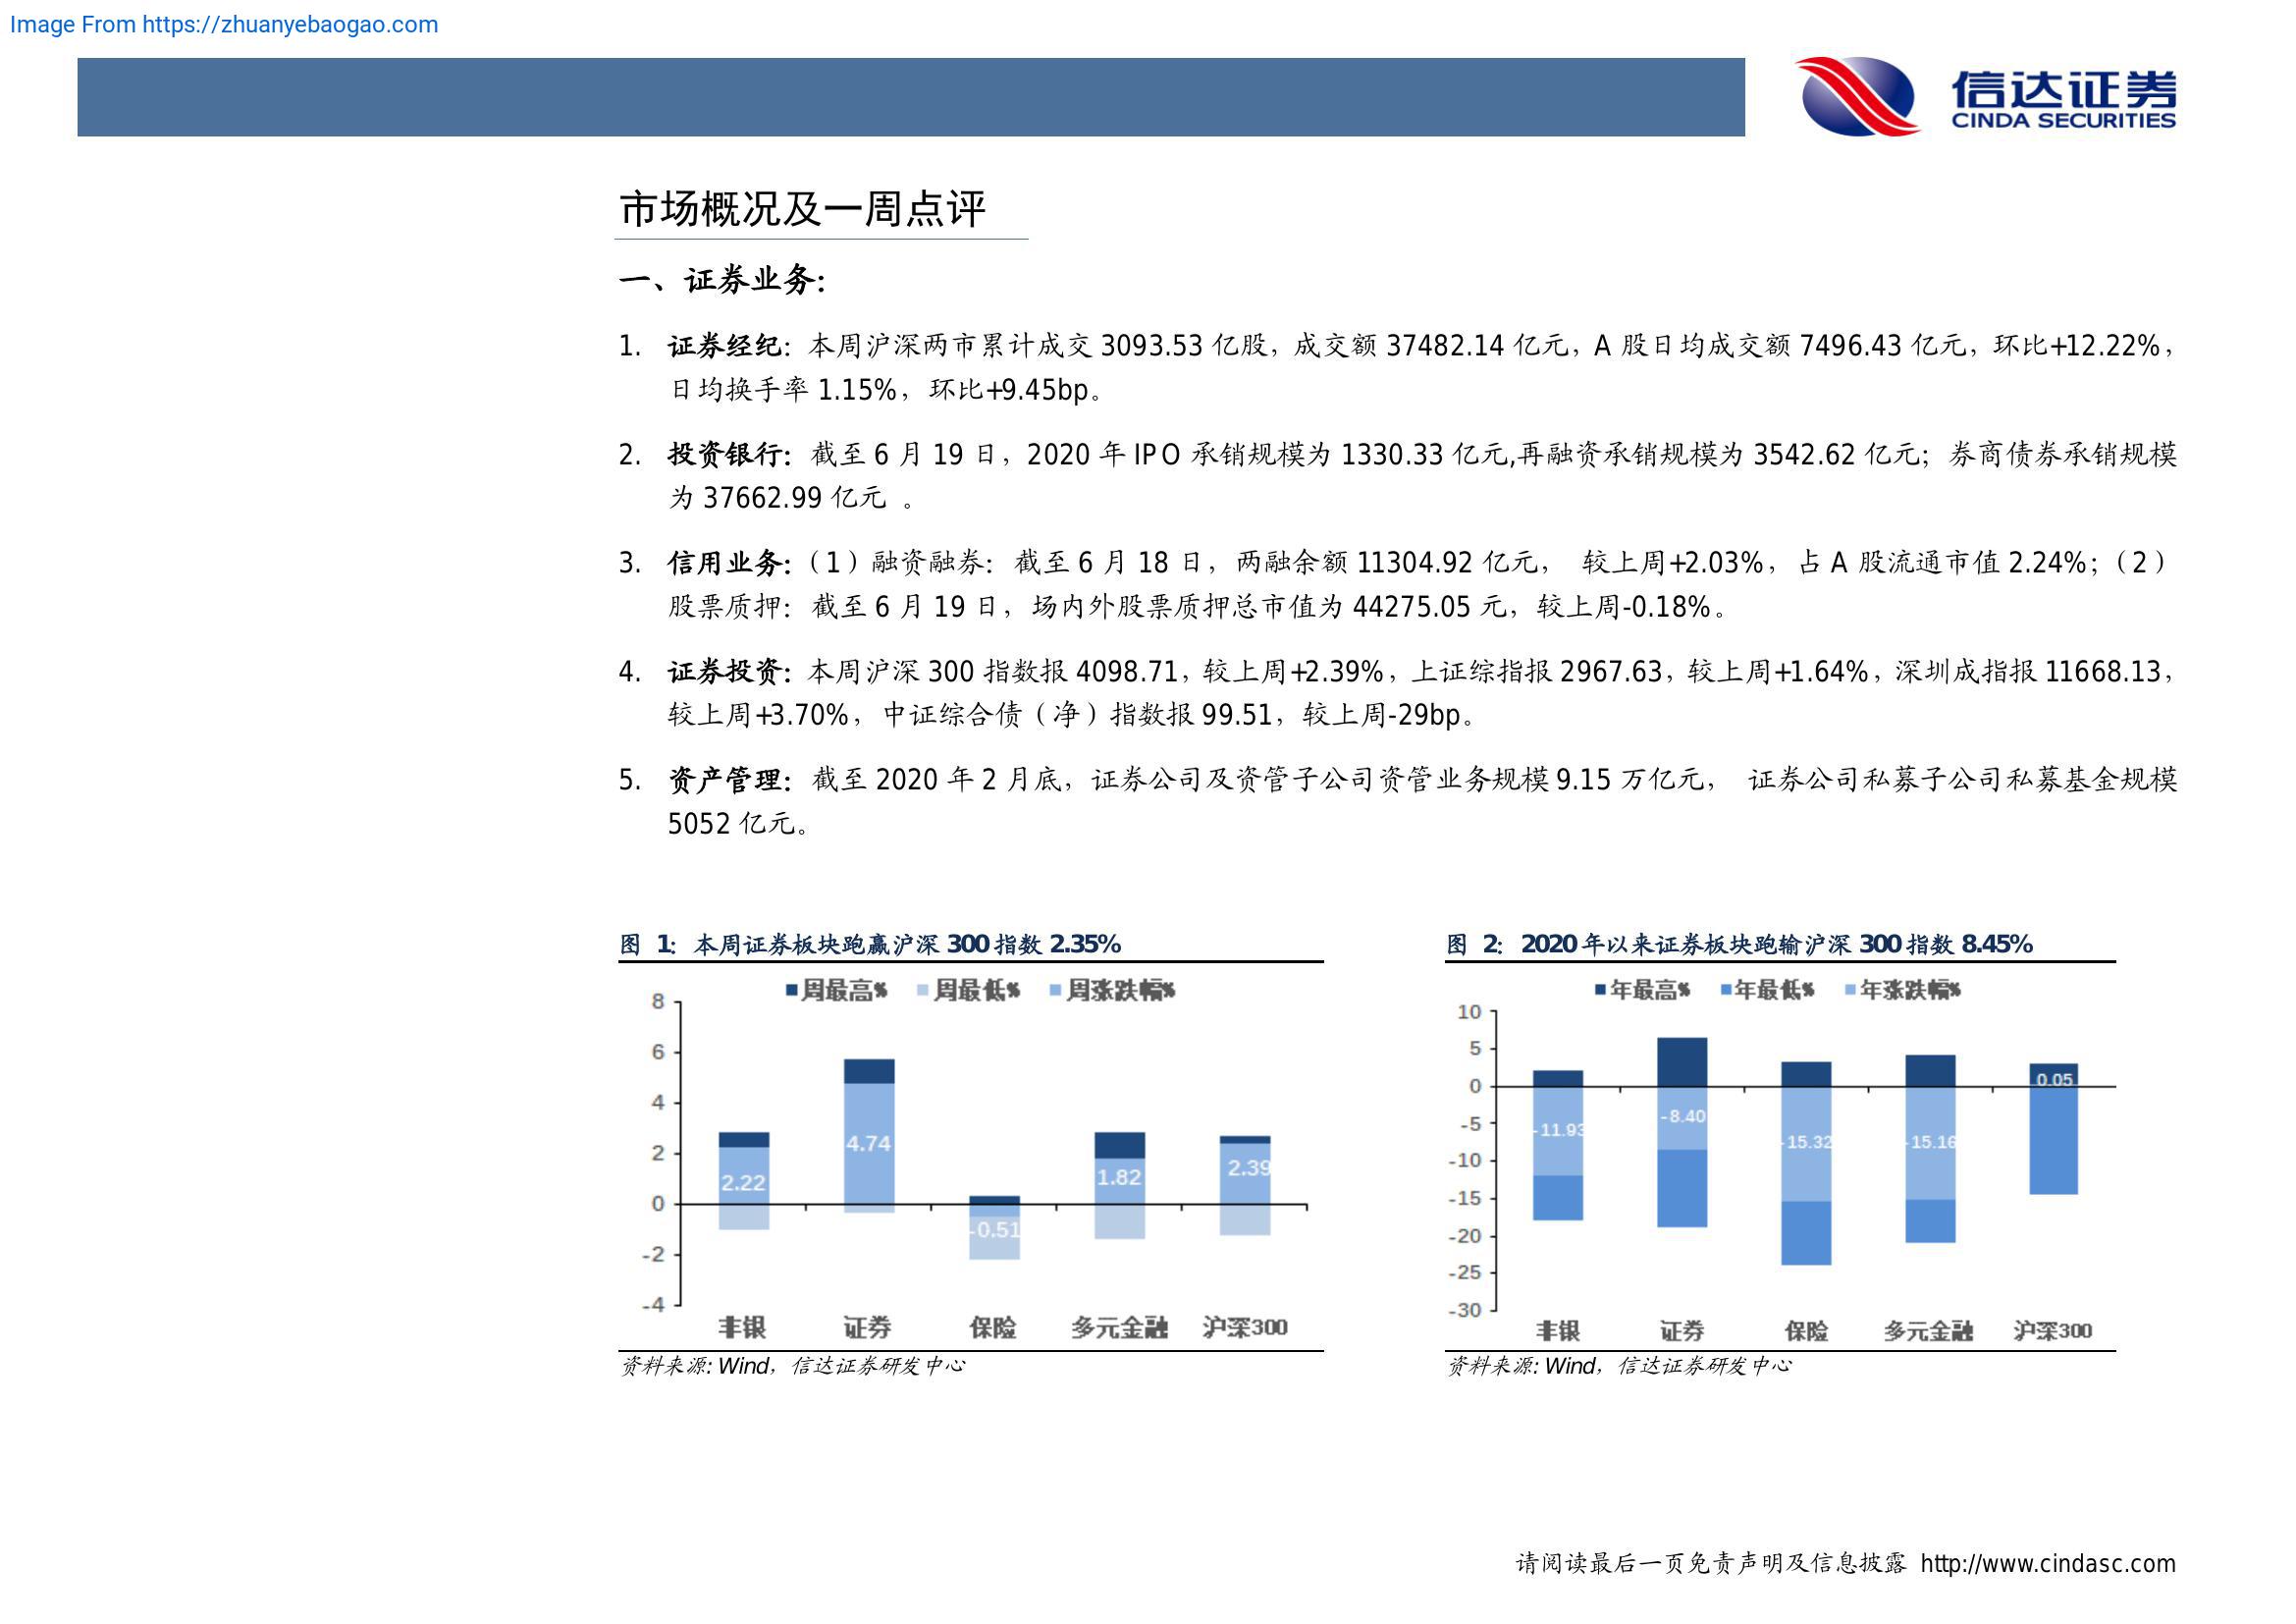 Image From https://zhuanyebaogao.com
信达证券
CINDA SECURITIES
市场概况及一周点评
一、证券业务:
1. 证券经纪：本周沪深两市累计成交 3093.53 亿股，成交额 37482.14 亿元，A 股日均成交额 7496.43 亿元，环比+12.22%，
日均换手率 1.15%，环比+9.45bp。
2. 投资银行：截至 6 月 19 日，2020 年 IPO 承销规模为 1330.33 亿元,再融资承销规模为 3542.62 亿元；券商债券承销规模
为 37662.99 亿元 。
3. 信用业务：（1）融资融券：截至 6 月 18 日，两融余额 11304.92 亿元， 较上周+2.03%，占 A 股流通市值 2.24%；（2）
股票质押：截至 6 月 19 日，场内外股票质押总市值为 44275.05 元，较上周-0.18%。
4. 证券投资：本周沪深 300 指数报 4098.71，较上周+2.39%，上证综指报 2967.63，较上周+1.64%，深圳成指报 11668.13，
较上周+3.70%，中证综合债（净）指数报 99.51，较上周-29bp。
5. 资产管理：截至 2020 年 2 月底，证券公司及资管子公司资管业务规模 9.15 万亿元， 证券公司私募子公司私募基金规模
5052 亿元。
图 1: 本周证券板块跑赢沪深 300 指数 2.35%
周最高% 周最低% 周涨跌幅%
8
6
4
2
0
-2
-4
2.22
4.74
-0.51
1.82
2.39
非银 证券 保险 多元金融 沪深300
资料来源: Wind，信达证券研发中心
图 2: 2020 年以来证券板块跑输沪深 300 指数 8.45%
年最高% 年最低% 年涨跌幅%
10
5
0
-5
-10
-15
-20
-25
-30
-11.93
-8.40
-15.32
-15.16
0.05
非银 证券 保险 多元金融 沪深300
资料来源: Wind，信达证券研发中心
请阅读最后一页免责声明及信息披露 http://www.cindasc.com